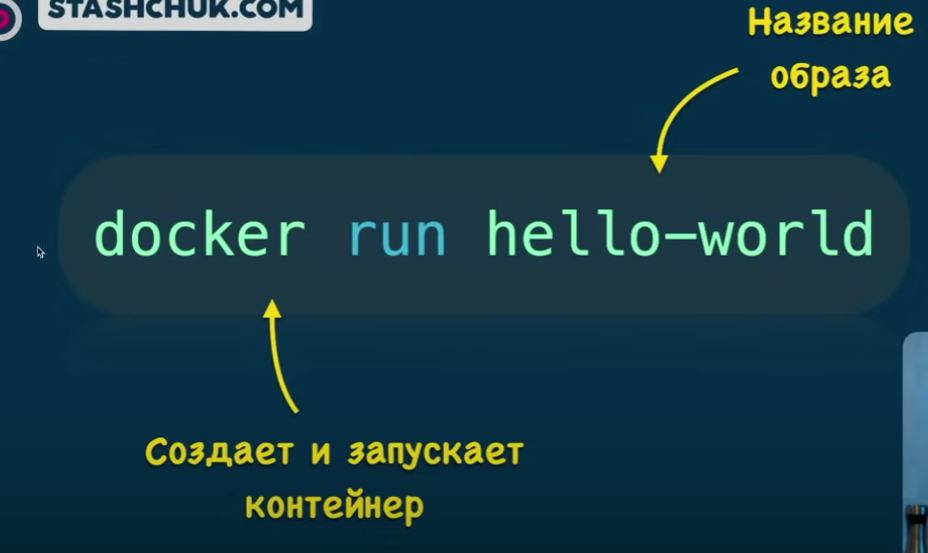 STASHCHUK.COM
Название
образа
docker run hello-world
Создает и запускает
контейнер